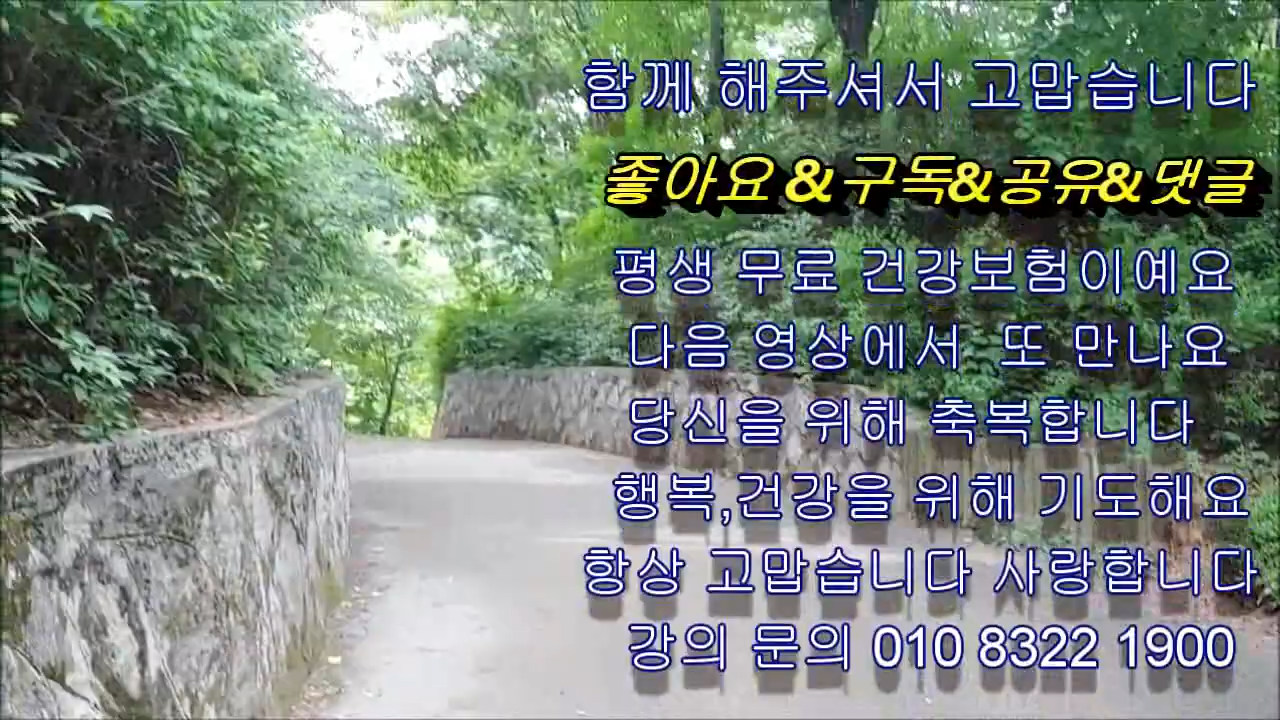 함께 해주셔서 고맙습니다
좋아요 &구독&공유&댓글
평생 무료 건강보험이예요
다음 영상에서 또 만나요
당신을 위해 축복합니다
행복,건강을 위해 기도해요
항상 고맙습니다 사랑합니다
강의 문의 010 8322 1900